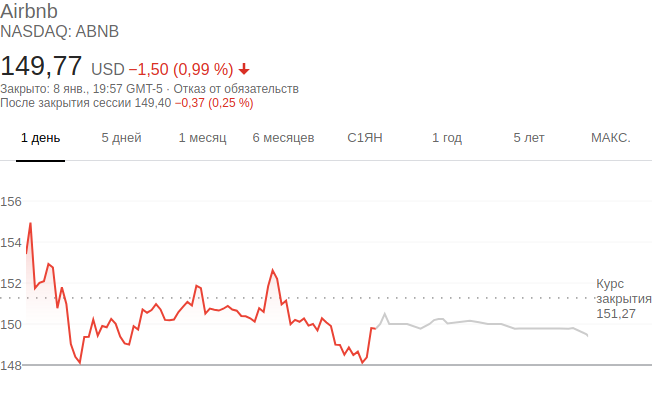 Airbnb
NASDAQ: ABNB
149,77 USD −1,50 (0,99 %)
Закрыто: 8 янв., 19:57 GMT-5 · Отказ от обязательств
После закрытия сессии 149,40 −0,37 (0,25 %)
1 день 5 дней 1 месяц 6 месяцев С1ЯН 1 год 5 лет МАКС.
156
154
152
150
148
Курс
закрытия
151,27